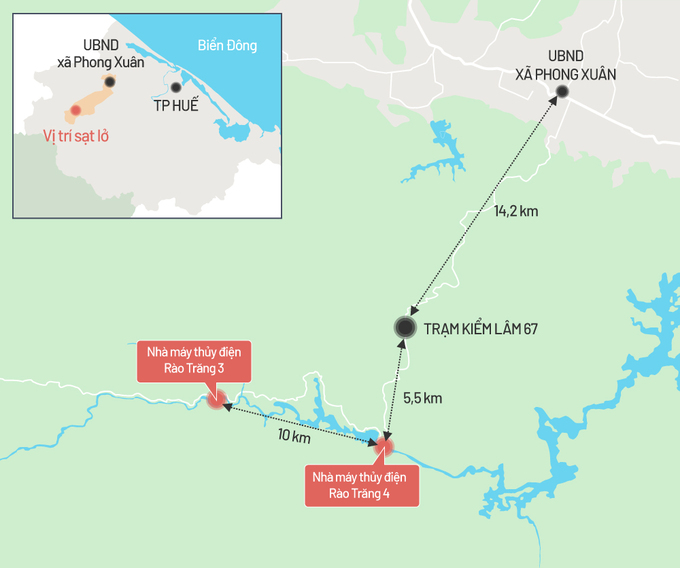 UBND
xã Phong Xuân
Biển Đông
TP HUẾ
Vị trí sạt lở
UBND
XÃ PHONG XUÂN
14,2 km
TRẠM KIỂM LÂM 67
Nhà máy thủy điện
Rào Trăng 3
5,5 km
10 km
Nhà máy thủy điện
Rào Trăng 4